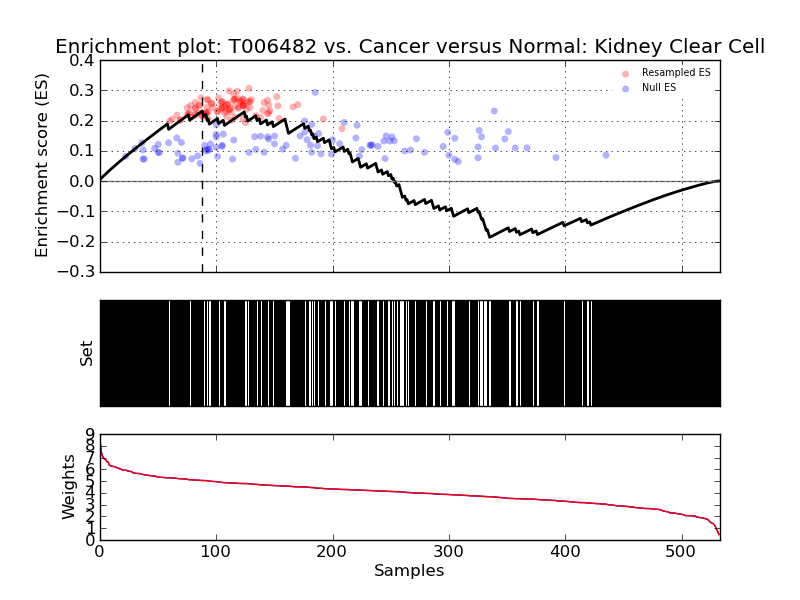 Enrichment plot: T006482 vs. Cancer versus Normal: Kidney Clear Cell
Enrichment score (ES)
0.4
0.3
0.2
0.1
0.0
−0.1
−0.2
−0.3
Resampled ES
Null ES
Set
Weights
9
8
7
6
5
4
3
2
1
0
0 100 200 300 400 500
Samples